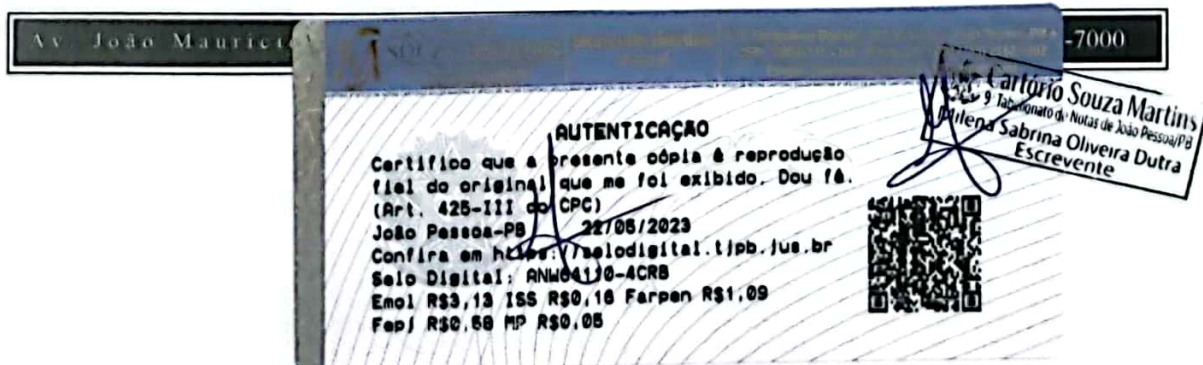 Av. João Maurício
-7000
Cartório Souza Martins
9 Tabelionato de Notas de João Pessoa/PB
Milena Sabrina Oliveira Dutra
Escrevente
AUTENTICAÇÃO
Certifico que a presente cópia é reprodução
fiel do original que me foi exibido. Dou fé.
(Art. 425-III do CPC)
João Pessoa-PB 22/06/2023
Confira em https://selodigital.tjpb.jus.br
Selo Digital: ANW64110-4CRB
Emol R$3,13 ISS R$0,16 Farpen R$1,09
Fepj R$0,58 MP R$0,05